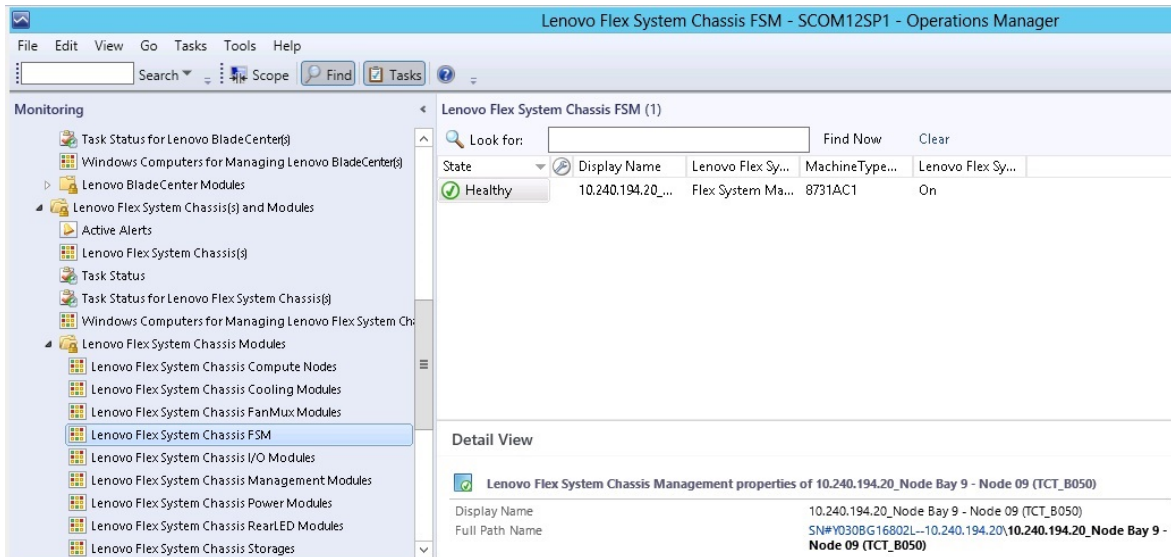 Lenovo Flex System Chassis FSM - SCOM12SP1 - Operations Manager
File Edit View Go Tasks Tools Help
Search Scope Find Tasks
Monitoring
Task Status for Lenovo BladeCenter(s)
Windows Computers for Managing Lenovo BladeCenter(s)
Lenovo BladeCenter Modules
Lenovo Flex System Chassis(s) and Modules
Active Alerts
Lenovo Flex System Chassis(s)
Task Status
Task Status for Lenovo Flex System Chassis(s)
Windows Computers for Managing Lenovo Flex System Ch
Lenovo Flex System Chassis Modules
Lenovo Flex System Chassis Compute Nodes
Lenovo Flex System Chassis Cooling Modules
Lenovo Flex System Chassis FanMux Modules
Lenovo Flex System Chassis FSM
Lenovo Flex System Chassis I/O Modules
Lenovo Flex System Chassis Management Modules
Lenovo Flex System Chassis Power Modules
Lenovo Flex System Chassis RearLED Modules
Lenovo Flex System Chassis Storages
Lenovo Flex System Chassis FSM (1)
Look for: Find Now Clear
State Display Name Lenovo Flex Sy... MachineType... Lenovo Flex Sy...
Healthy 10.240.194.20_... Flex System Ma... 8731AC1 On
Detail View
Lenovo Flex System Chassis Management properties of 10.240.194.20_Node Bay 9 - Node 09 (TCT_B050)
Display Name 10.240.194.20_Node Bay 9 - Node 09 (TCT_B050)
Full Path Name SN#Y030BG16802L--10.240.194.20\10.240.194.20_Node Bay 9 -
Node 09 (TCT_B050)